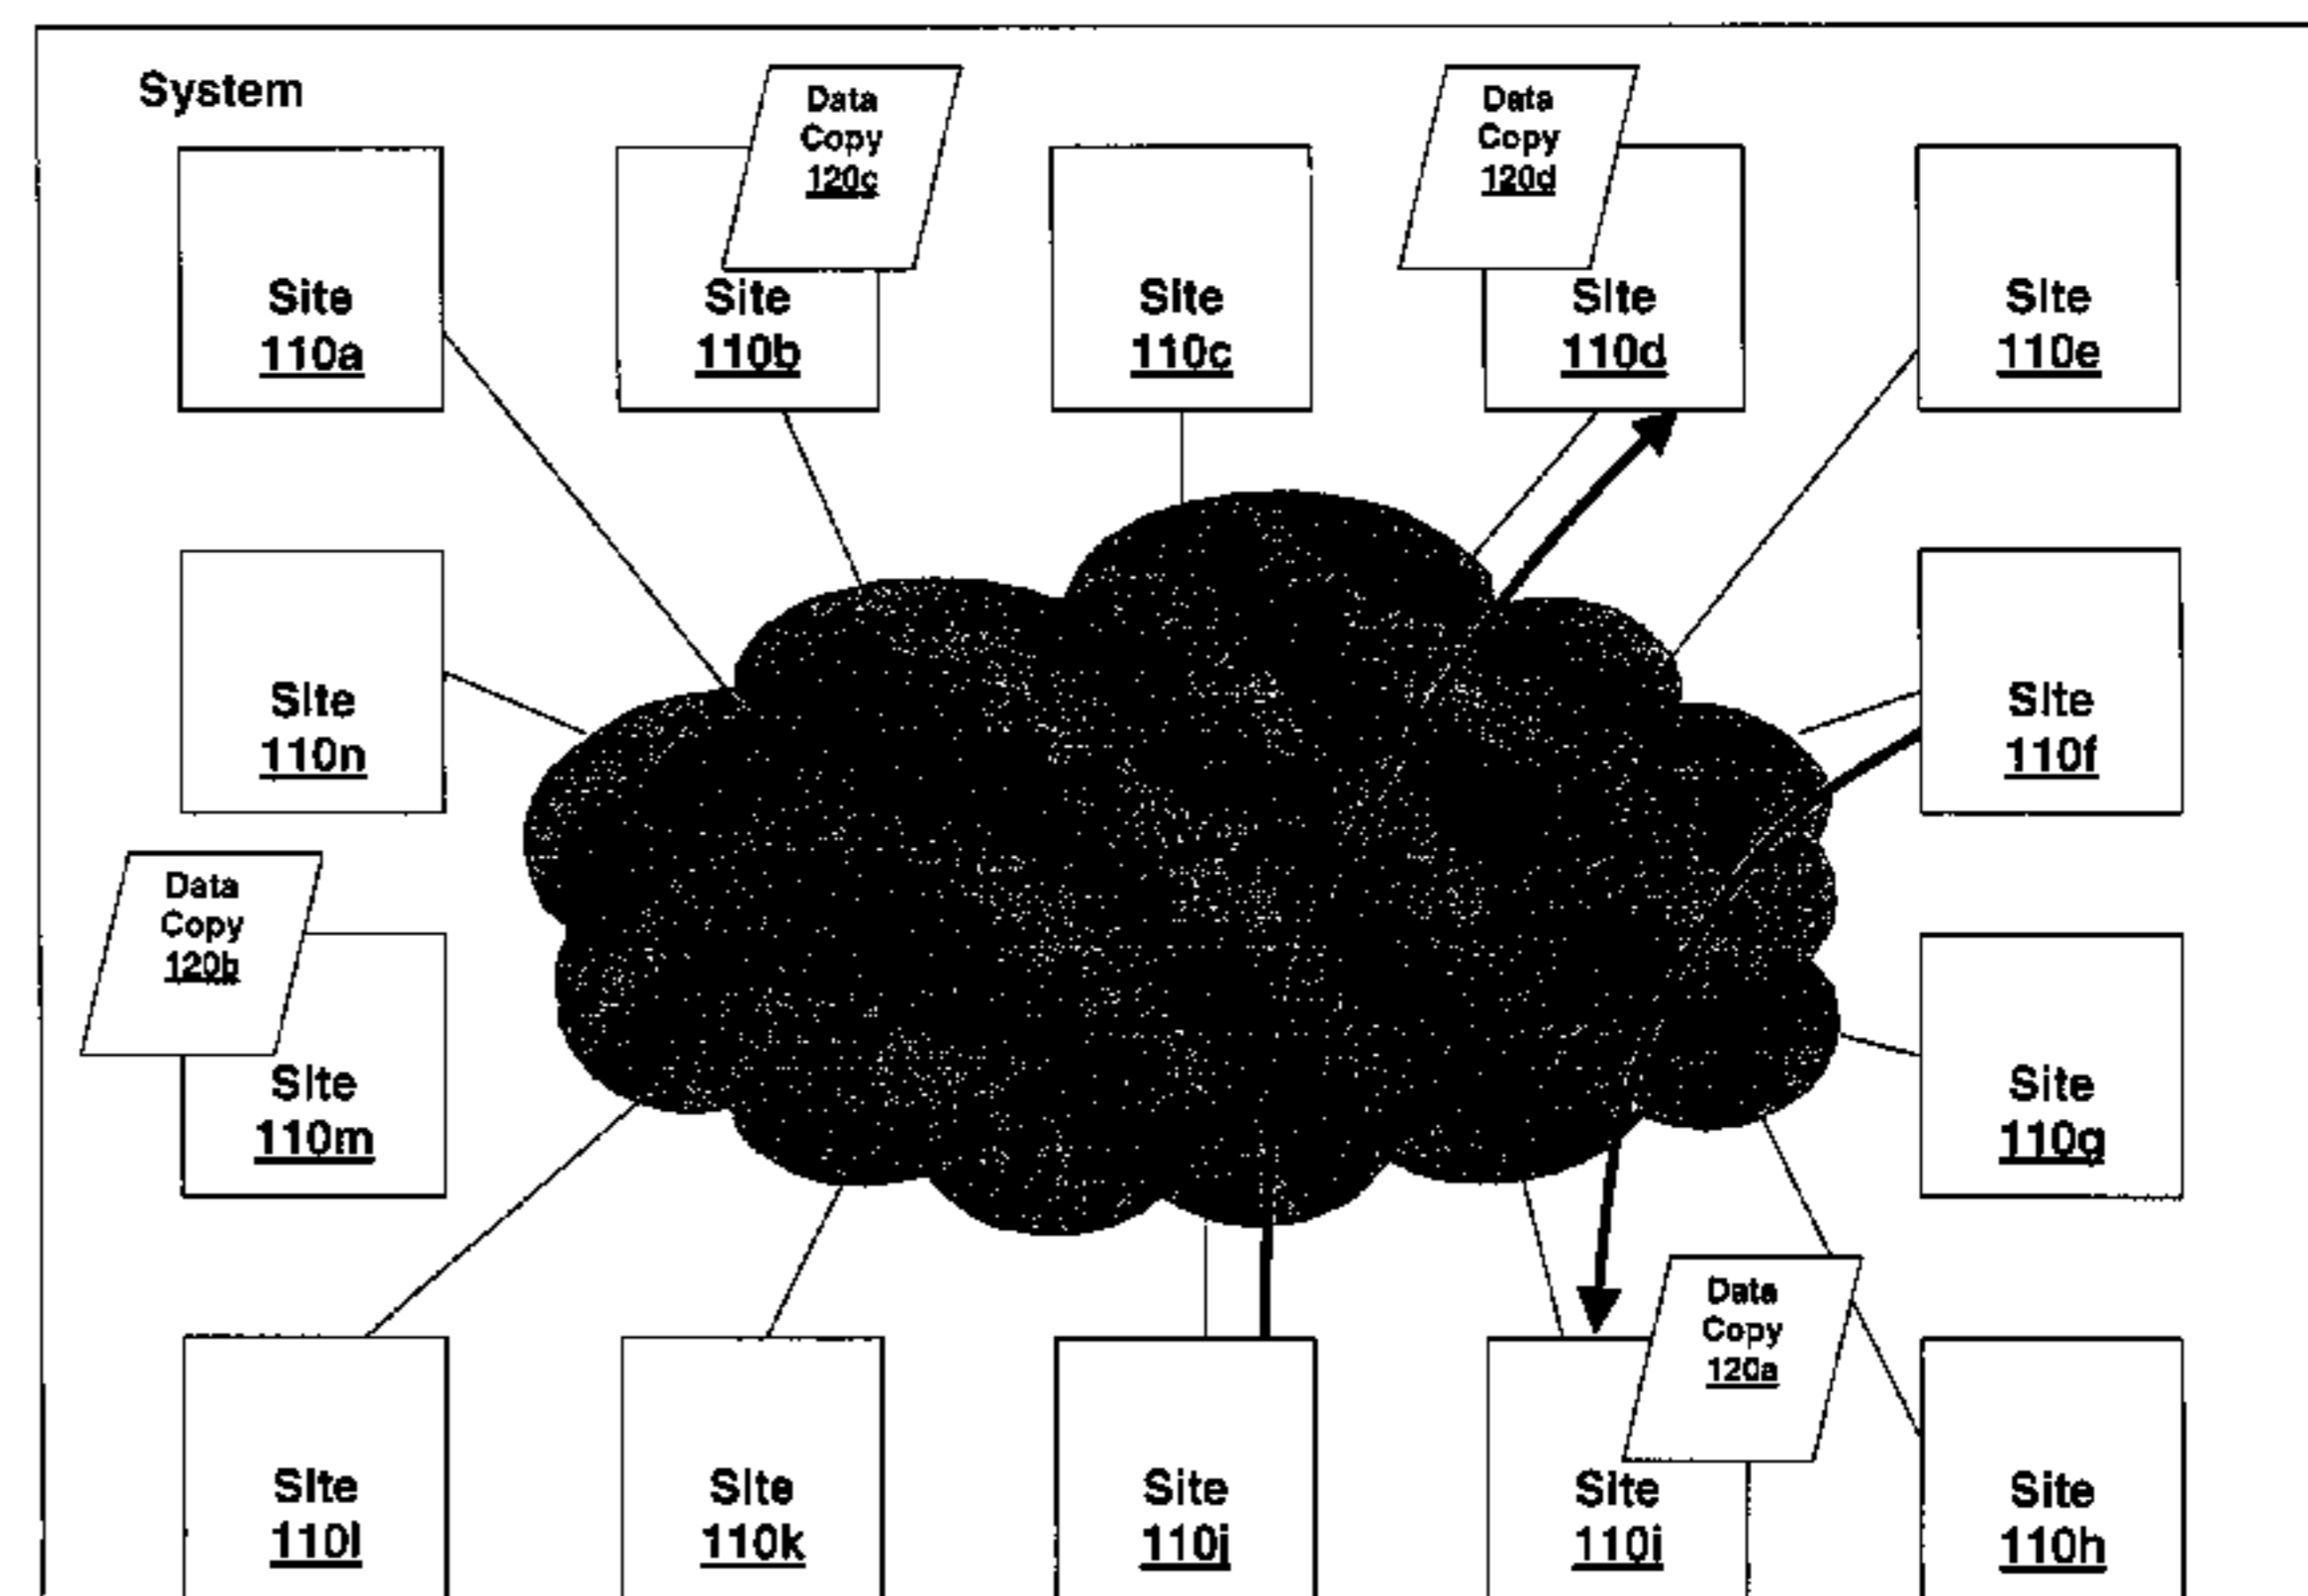 System
Data
Copy
120c
Data
Copy
120d
Site
110a
Site
110b
Site
110c
Site
110d
Site
110e
Site
110n
Site
110f
Data
Copy
120b
Site
110m
Site
110g
Data
Copy
120a
Site
110l
Site
110k
Site
110j
Site
110i
Site
110h